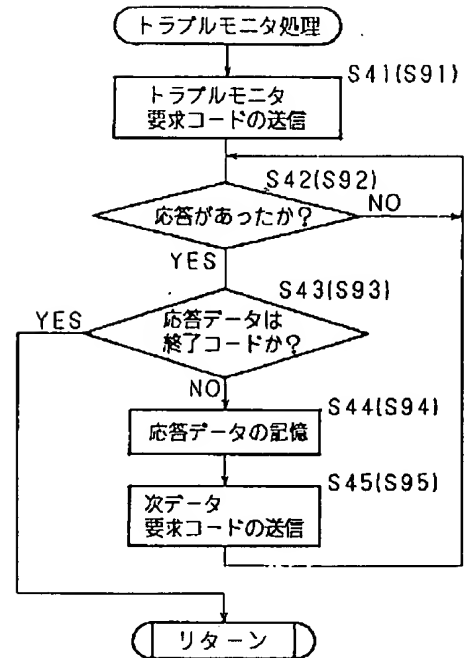 トラブルモニタ処理
S41(S91)
トラブルモニタ
要求コードの送信
S42(S92)
応答があったか?
NO
YES
S43(S93)
YES
応答データは
終了コードか?
NO
S44(S94)
応答データの記憶
S45(S95)
次データ
要求コードの送信
リターン